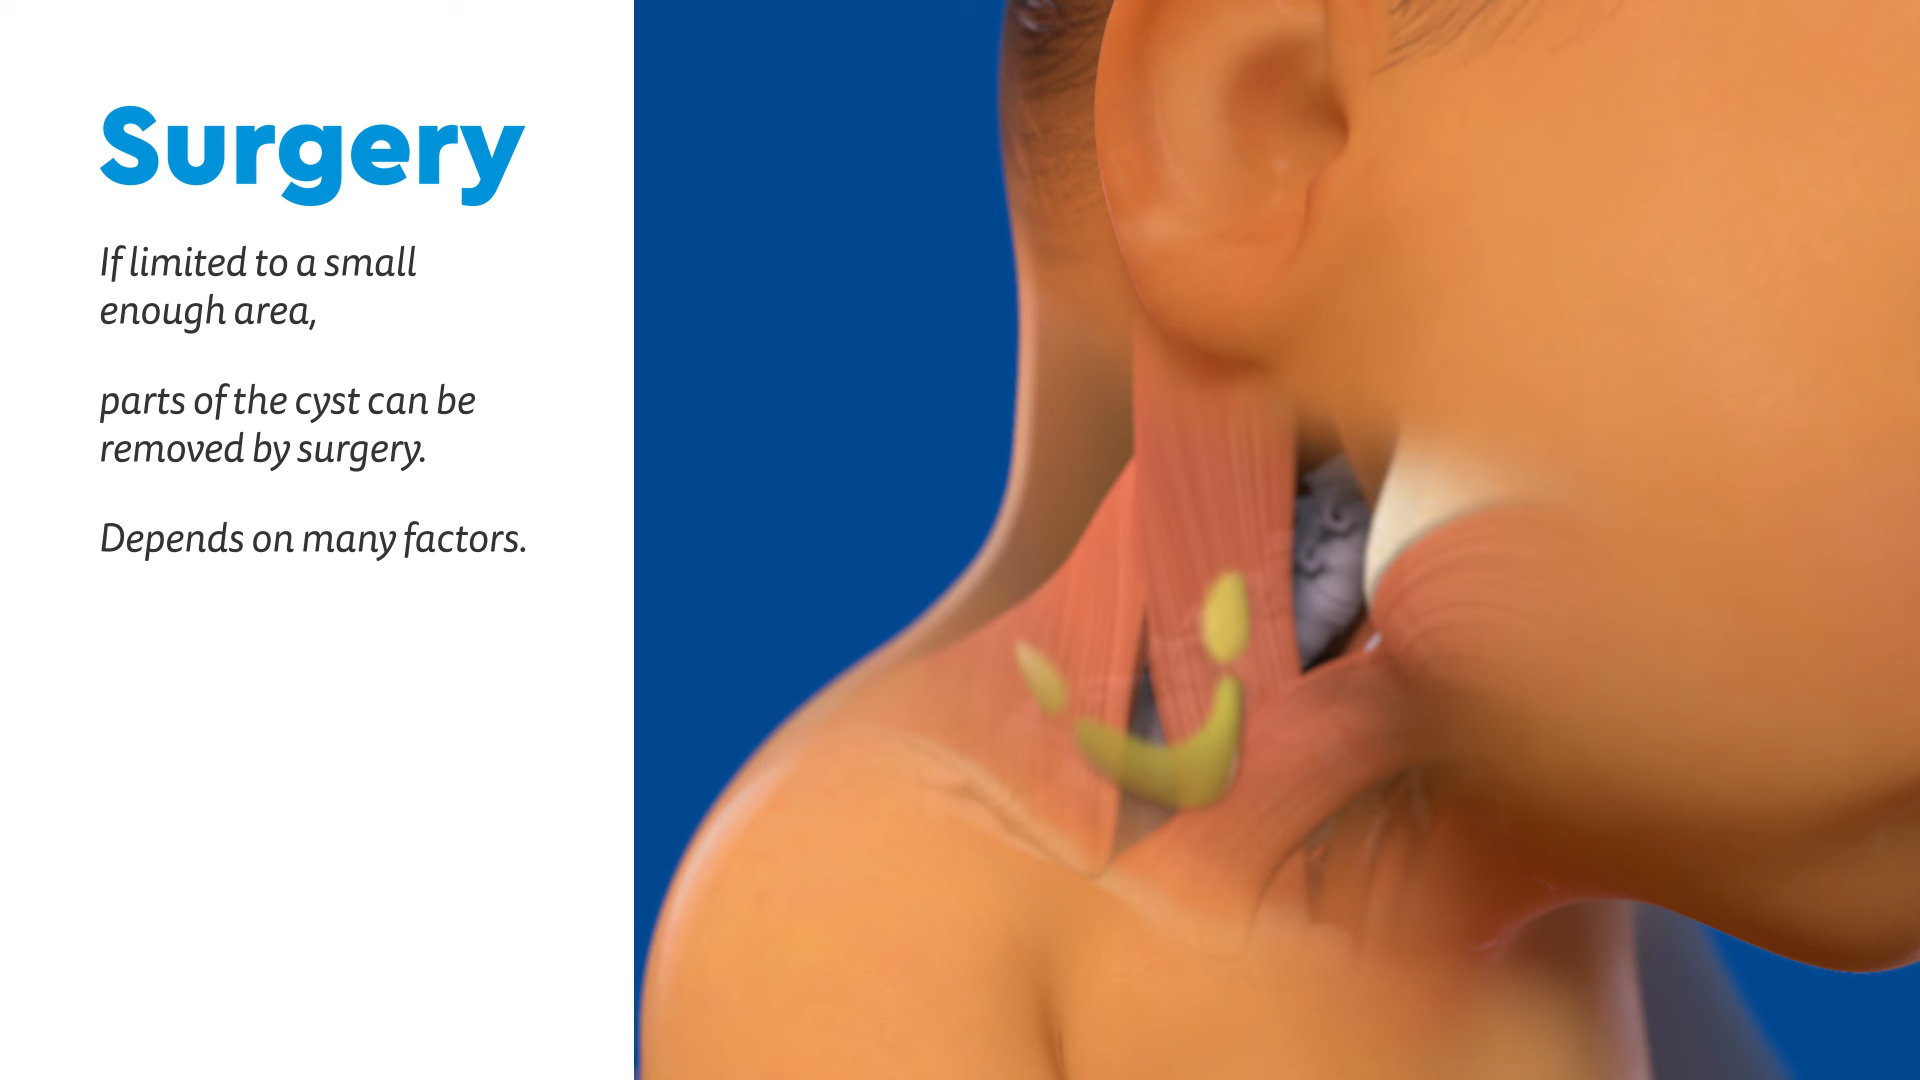 Surgery
If limited to a small
enough area,
parts of the cyst can be
removed by surgery.
Depends on many factors.